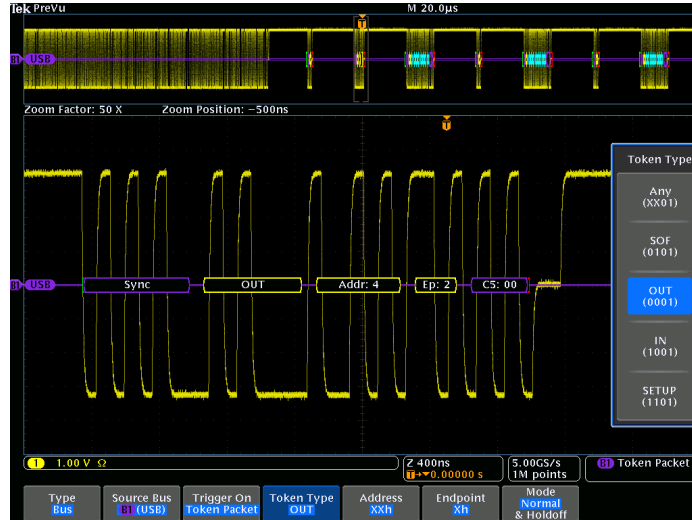 Tek PreVu M 20.0µs
T
B1 USB
Zoom Factor: 50 X Zoom Position: -500ns
T
Token Type
Any
(XX01)
SOF
(0101)
OUT
(0001)
IN
(1001)
SETUP
(1101)
B1 USB Sync OUT Addr: 4 Ep: 2 C5: 00
1 1.00 V Ω
Z 400ns
T→▼0.00000 s
5.00GS/s
1M points
B1 Token Packet
Type
Bus
Source Bus
B1 (USB)
Trigger On
Token Packet
Token Type
OUT
Address
XXh
Endpoint
Xh
Mode
Normal
& Holdoff